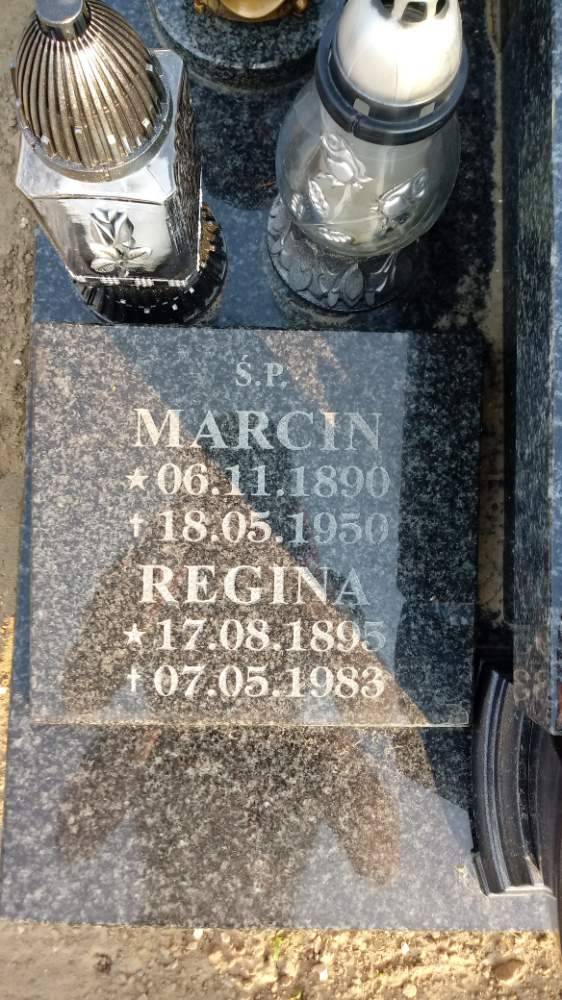 Ś.P.
MARCIN
★06.11.1890
†18.05.1950
REGINA
★17.08.1895
†07.05.1983